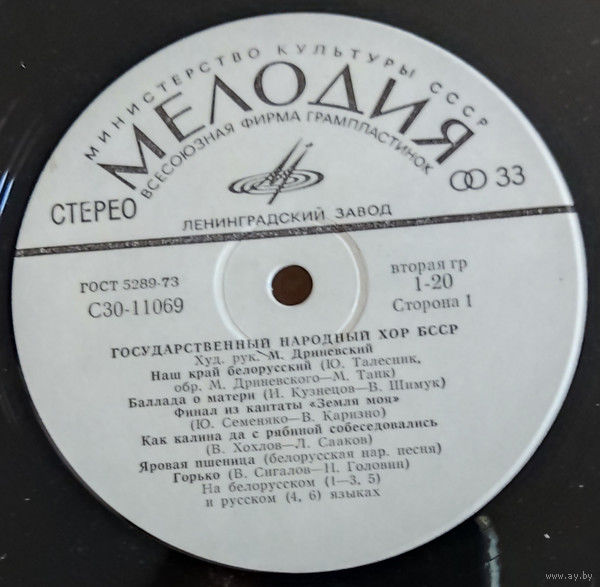 МИНИСТЕРСТВО КУЛЬТУРЫ СССР
МЕЛОДИЯ
ВСЕСОЮЗНАЯ ФИРМА ГРАМПЛАСТИНОК
СТЕРЕО
33
ЛЕНИНГРАДСКИЙ ЗАВОД
ГОСТ 5289-73
С30-11069
вторая гр
1-20
Сторона 1
ГОСУДАРСТВЕННЫЙ НАРОДНЫЙ ХОР БССР
Худ. рук. М. Дриневский
Наш край белорусский (Ю. Талесник,
обр. М. Дриневского—М. Танк)
Баллада о матери (И. Кузнецов—В. Шимук)
Финал из кантаты «Земля моя»
(Ю. Семеняко—В. Каризно)
Как калина да с рябиной собеседовались
(В. Хохлов—Л. Сааков)
Яровая пшеница (белорусская нар. песня)
Горько (В. Сигалов—Н. Головин)
На белорусском (1—3, 5)
и русском (4, 6) языках
www.ay.by